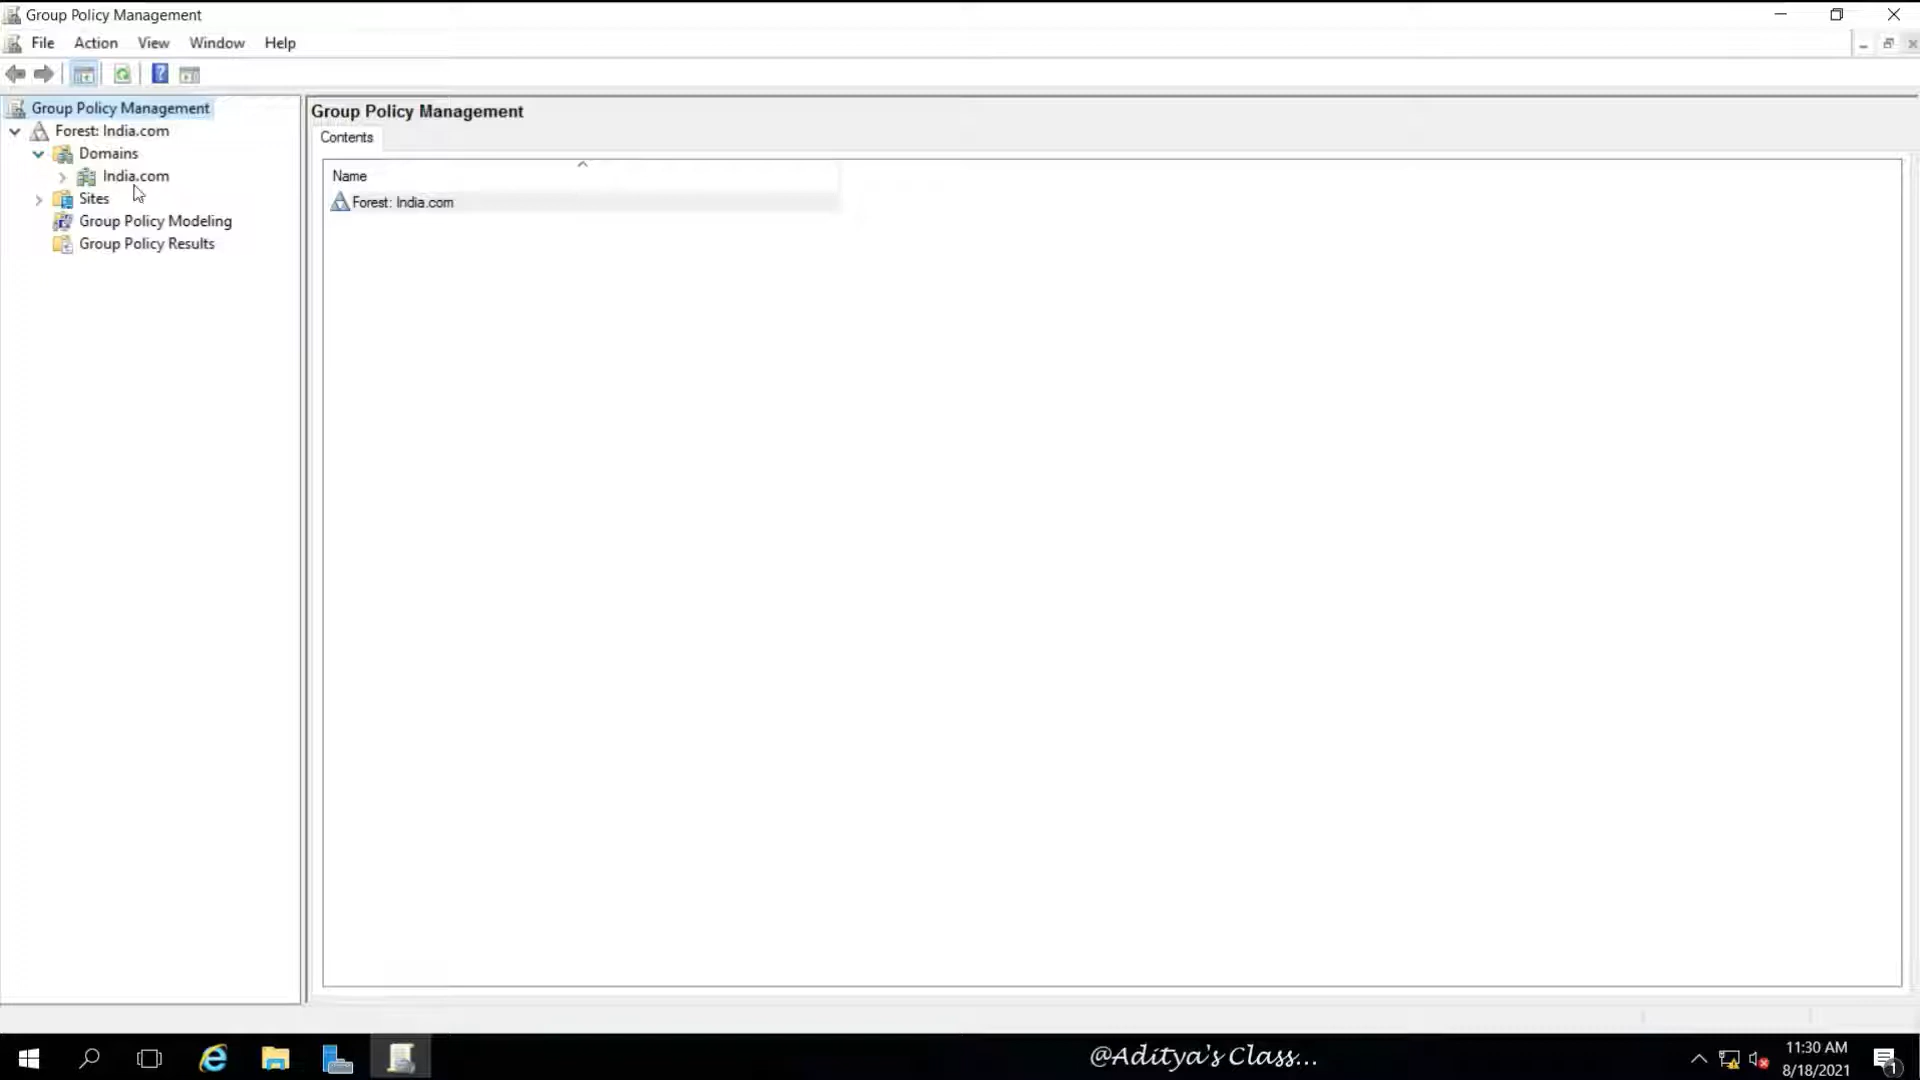 Group Policy Management
File Action View Window Help
Group Policy Management
Forest: India.com
Domains
India.com
Sites
Group Policy Modeling
Group Policy Results
Group Policy Management
Contents
Name
Forest: India.com
@Aditya's Class...
11:30 AM
8/18/2021
1